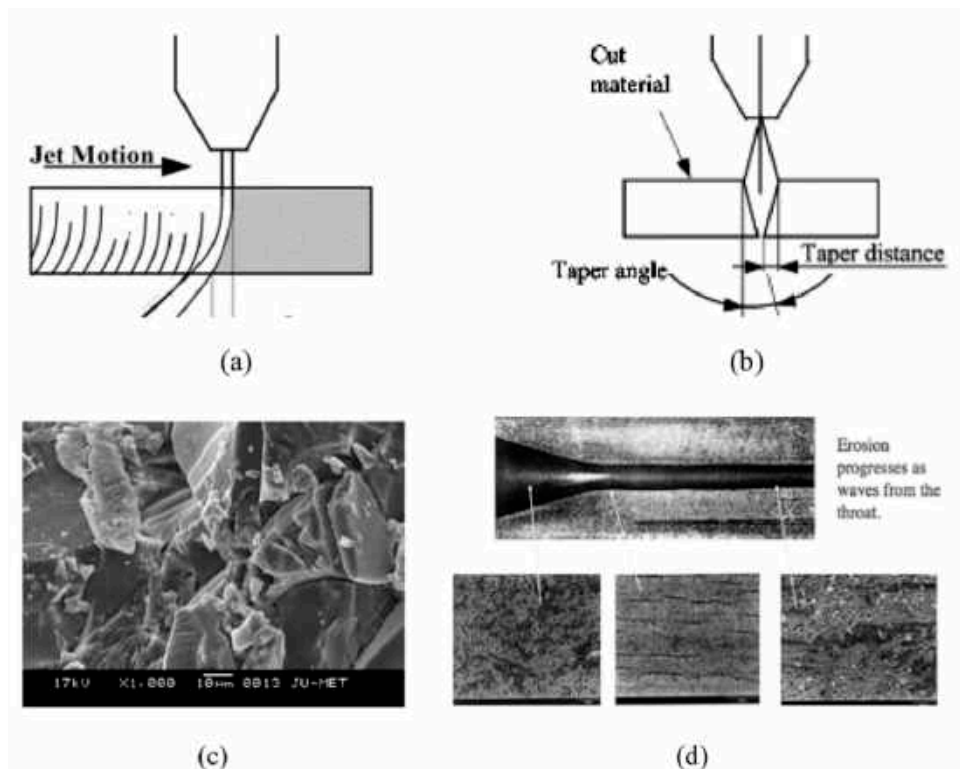 Jet Motion
(a)
Cut
material
Taper angle
Taper distance
(b)
17kV X1,000 10µm 0013 JU-MET
(c)
Erosion
progresses as
waves from the
throat.
(d)